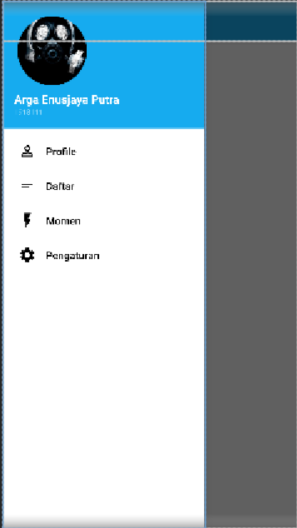 Arga Enusjaya Putra
Profile
Daftar
Momen
Pengaturan